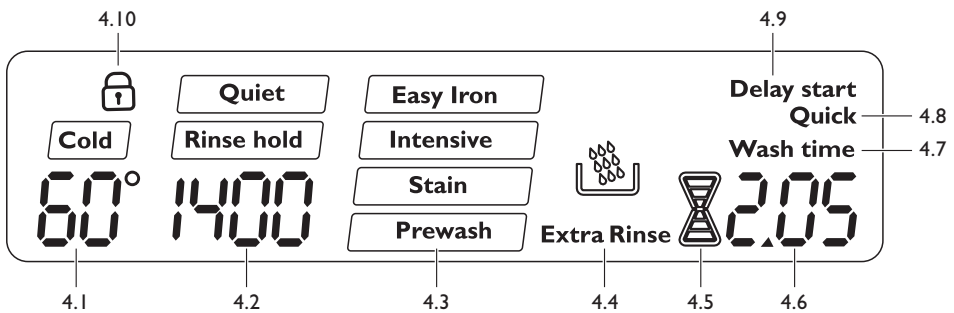 4.10 4.9
Quiet Easy Iron Delay start
Quick 4.8
Cold Rinse hold Intensive Wash time 4.7
Stain
60° 1400 Prewash Extra Rinse 2.05
4.1 4.2 4.3 4.4 4.5 4.6